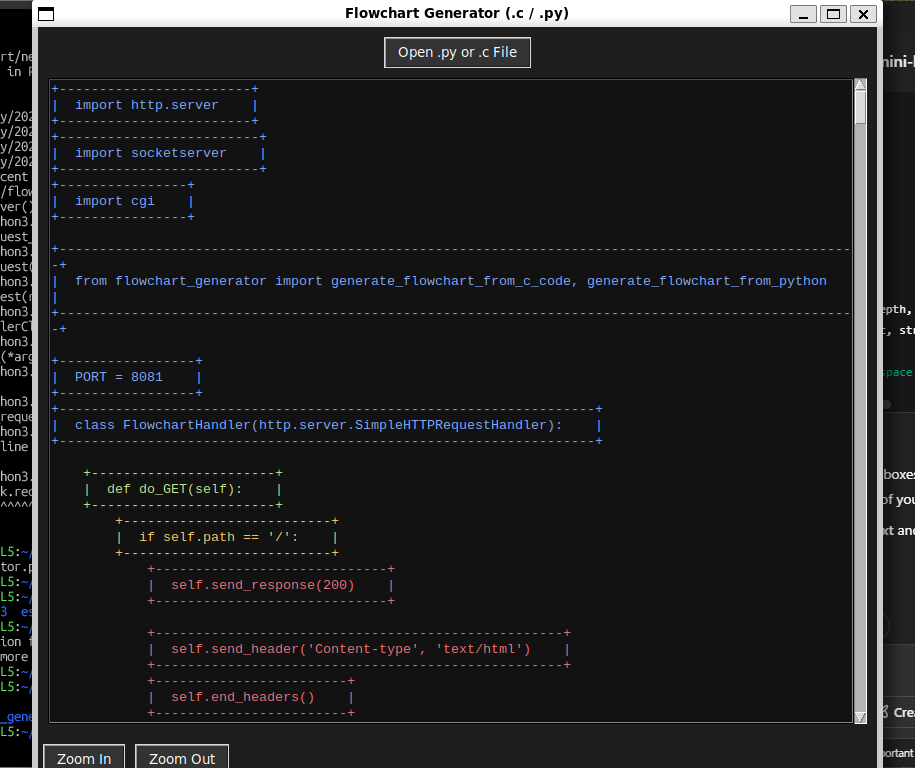 Flowchart Generator (.c / .py)
Open .py or .c File
+------------------------+
|  import http.server    |
+------------------------+
+-------------------------+
|  import socketserver    |
+-------------------------+
+----------------+
|  import cgi    |
+----------------+
+---------------------------------------------------------------------------------------------------
-+
|  from flowchart_generator import generate_flowchart_from_c_code, generate_flowchart_from_python
|
+---------------------------------------------------------------------------------------------------
-+
+-----------------+
|  PORT = 8081    |
+-----------------+
+-------------------------------------------------------------------+
|  class FlowchartHandler(http.server.SimpleHTTPRequestHandler):    |
+-------------------------------------------------------------------+
+-----------------------+
|  def do_GET(self):    |
+-----------------------+
+--------------------------+
|  if self.path == '/':    |
+--------------------------+
+-----------------------------+
|  self.send_response(200)    |
+-----------------------------+
+---------------------------------------------------+
|  self.send_header('Content-type', 'text/html')    |
+---------------------------------------------------+
+------------------------+
|  self.end_headers()    |
+------------------------+
Zoom In
Zoom Out